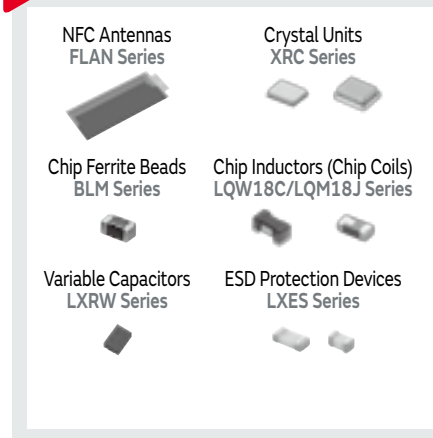 NFC Antennas
FLAN Series
Crystal Units
XRC Series
Chip Ferrite Beads
BLM Series
Chip Inductors (Chip Coils)
LQW18C/LQM18J Series
Variable Capacitors
LXRW Series
ESD Protection Devices
LXES Series